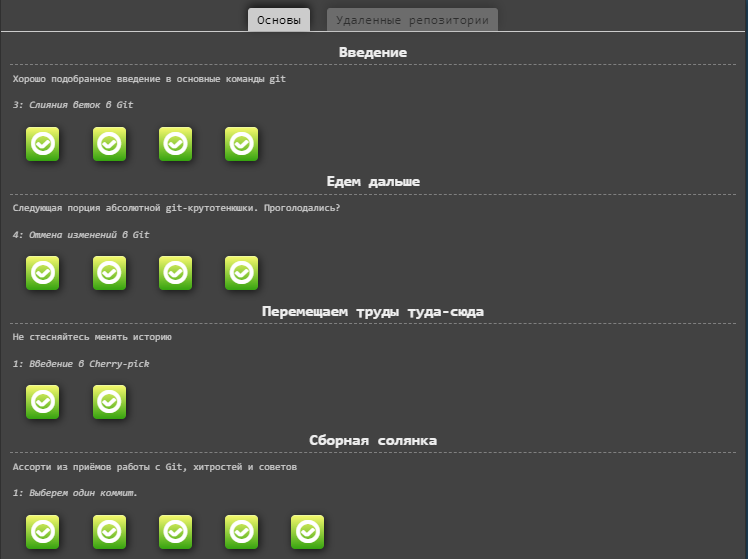 Основы Удаленные репозитории
Введение
Хорошо подобранное введение в основные команды git
3: Слияния веток в Git
Едем дальше
Следующая порция абсолютной git-крутотенюшки. Проголодались?
4: Отмена изменений в Git
Перемещаем труды туда-сюда
Не стесняйтесь менять историю
1: Введение в Cherry-pick
Сборная солянка
Ассорти из приёмов работы с Git, хитростей и советов
1: Выберем один коммит.